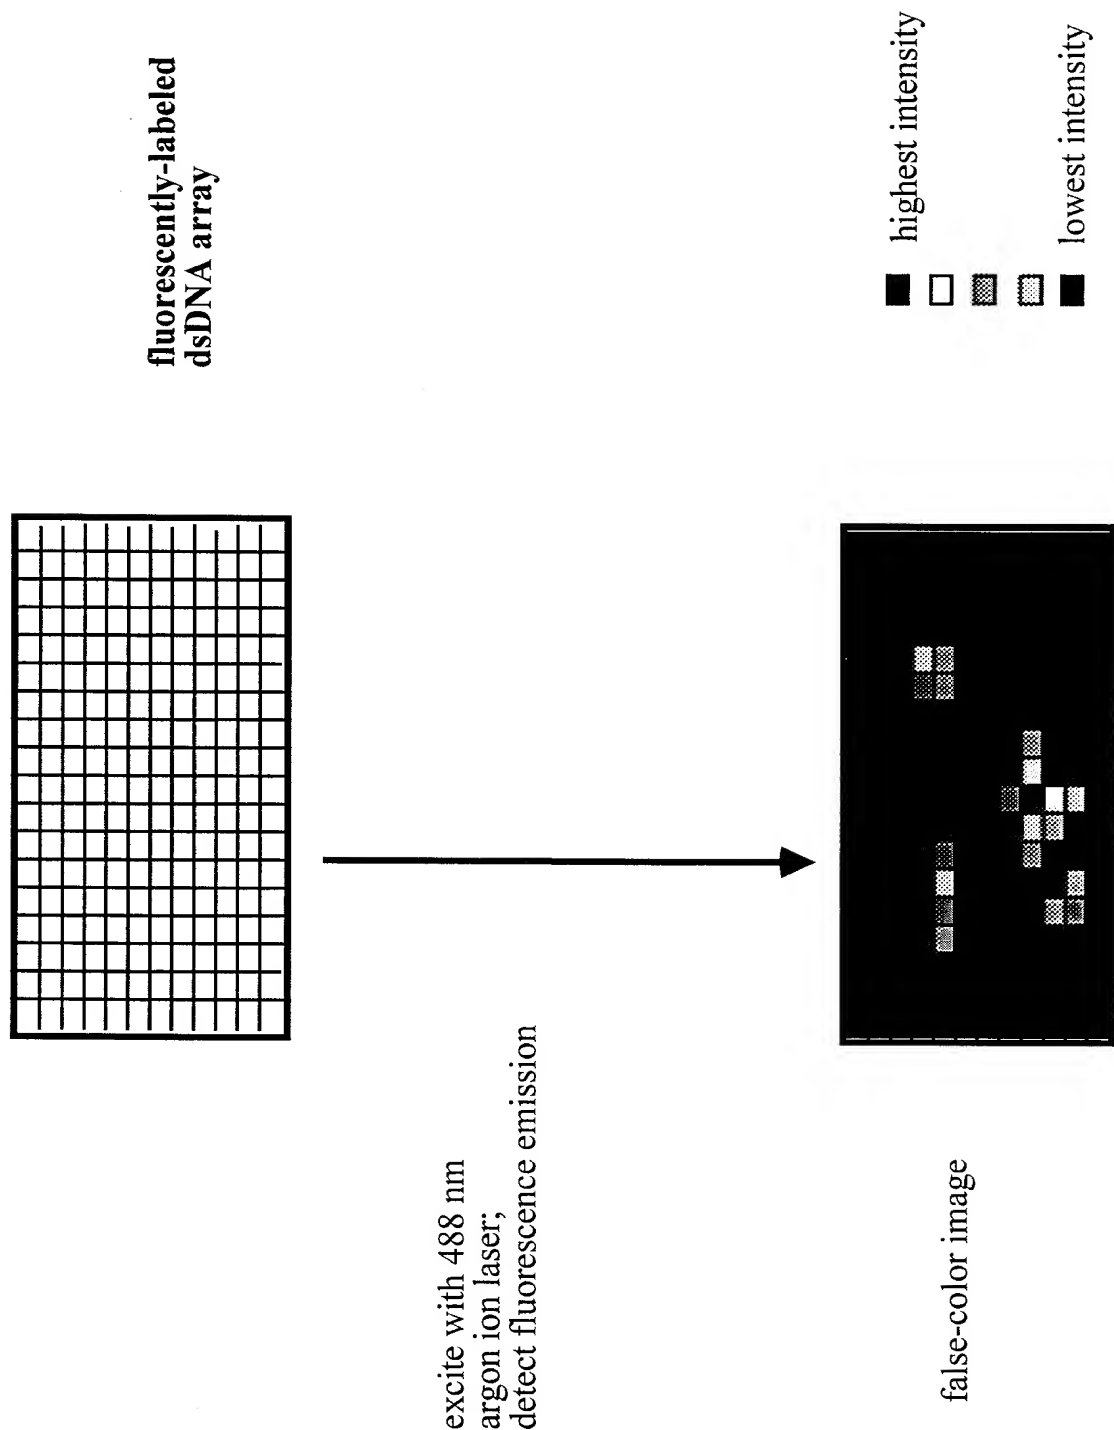 fluorescently-labeled
dsDNA array
excite with 488 nm
argon ion laser;
detect fluorescence emission
false-color image
highest intensity
lowest intensity